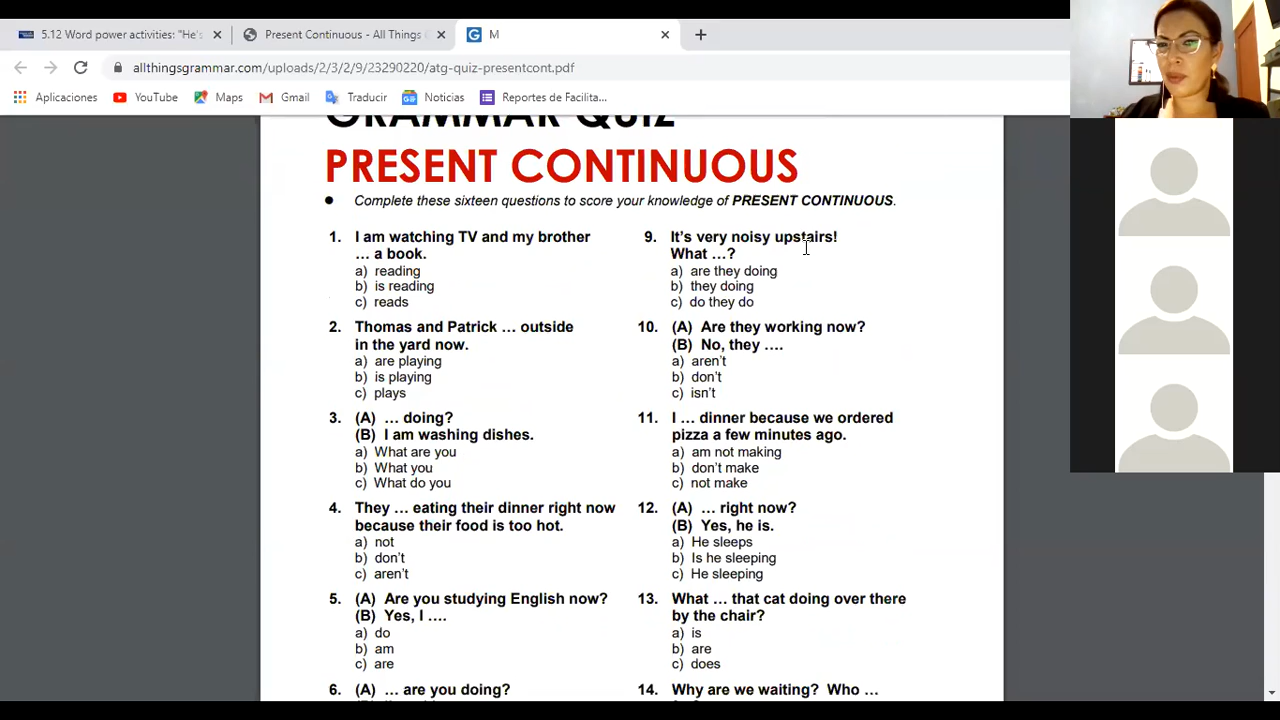 5.12 Word power activities: "He'
Present Continuous - All Things
M
allthingsgrammar.com/uploads/2/3/2/9/23290220/atg-quiz-presentcont.pdf
Aplicaciones
YouTube
Maps
Gmail
Traducir
Noticias
Reportes de Facilita...
GRAMMAR QUIZ
PRESENT CONTINUOUS
● Complete these sixteen questions to score your knowledge of PRESENT CONTINUOUS.
1. I am watching TV and my brother
… a book.
a) reading
b) is reading
c) reads
2. Thomas and Patrick … outside
in the yard now.
a) are playing
b) is playing
c) plays
3. (A) … doing?
(B) I am washing dishes.
a) What are you
b) What you
c) What do you
4. They … eating their dinner right now
because their food is too hot.
a) not
b) don't
c) aren't
5. (A) Are you studying English now?
(B) Yes, I ….
a) do
b) am
c) are
6. (A) … are you doing?
9. It's very noisy upstairs!
What …?
a) are they doing
b) they doing
c) do they do
10. (A) Are they working now?
(B) No, they ….
a) aren't
b) don't
c) isn't
11. I … dinner because we ordered
pizza a few minutes ago.
a) am not making
b) don't make
c) not make
12. (A) … right now?
(B) Yes, he is.
a) He sleeps
b) Is he sleeping
c) He sleeping
13. What … that cat doing over there
by the chair?
a) is
b) are
c) does
14. Why are we waiting? Who …